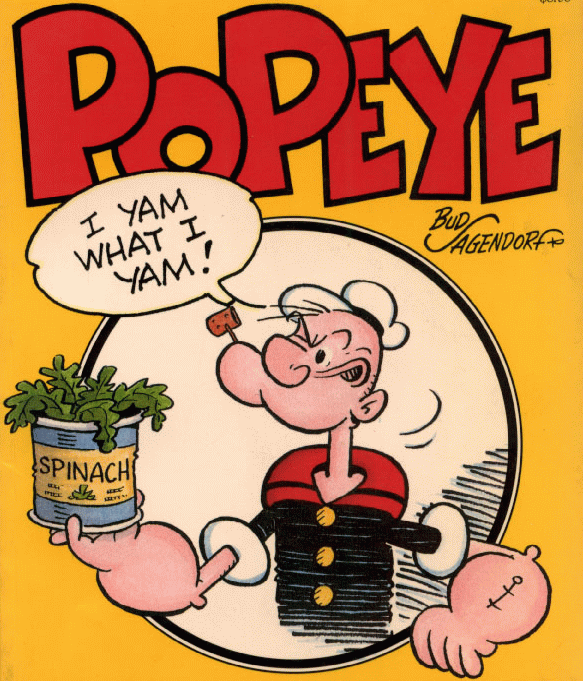 POPEYE
I YAM
WHAT I
YAM!
BUD
SAGENDORF
SPINACH